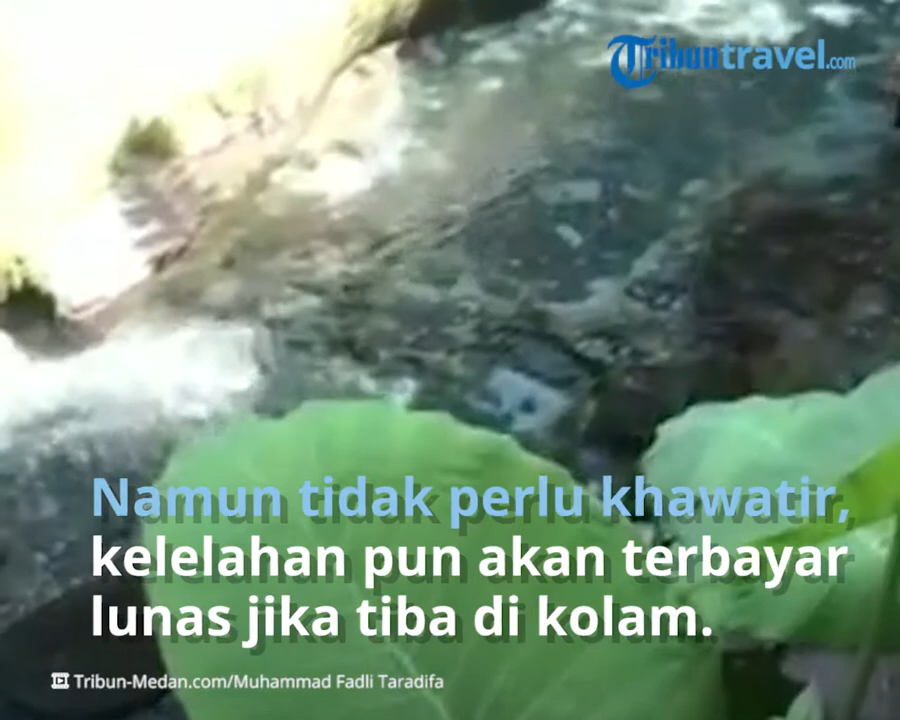 Tribuntravel.com
Namun tidak perlu khawatir,
kelelahan pun akan terbayar
lunas jika tiba di kolam.
Tribun-Medan.com/Muhammad Fadli Taradifa